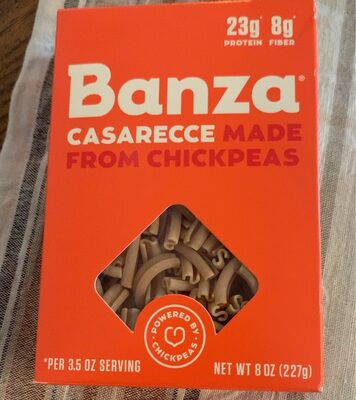 23g* 8g*
PROTEIN FIBER
Banza®
CASARECCE MADE
FROM CHICKPEAS
POWERED BY
CHICKPEAS
*PER 3.5 OZ SERVING
NET WT 8 OZ (227g)